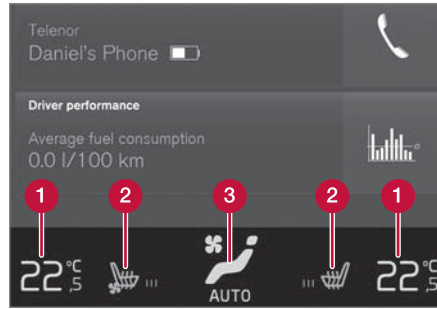 Telenor
Daniel's Phone
Driver performance
Average fuel consumption
0.0 l/100 km
1 2 3 2 1
22 °C ,5 22 °C ,5
AUTO